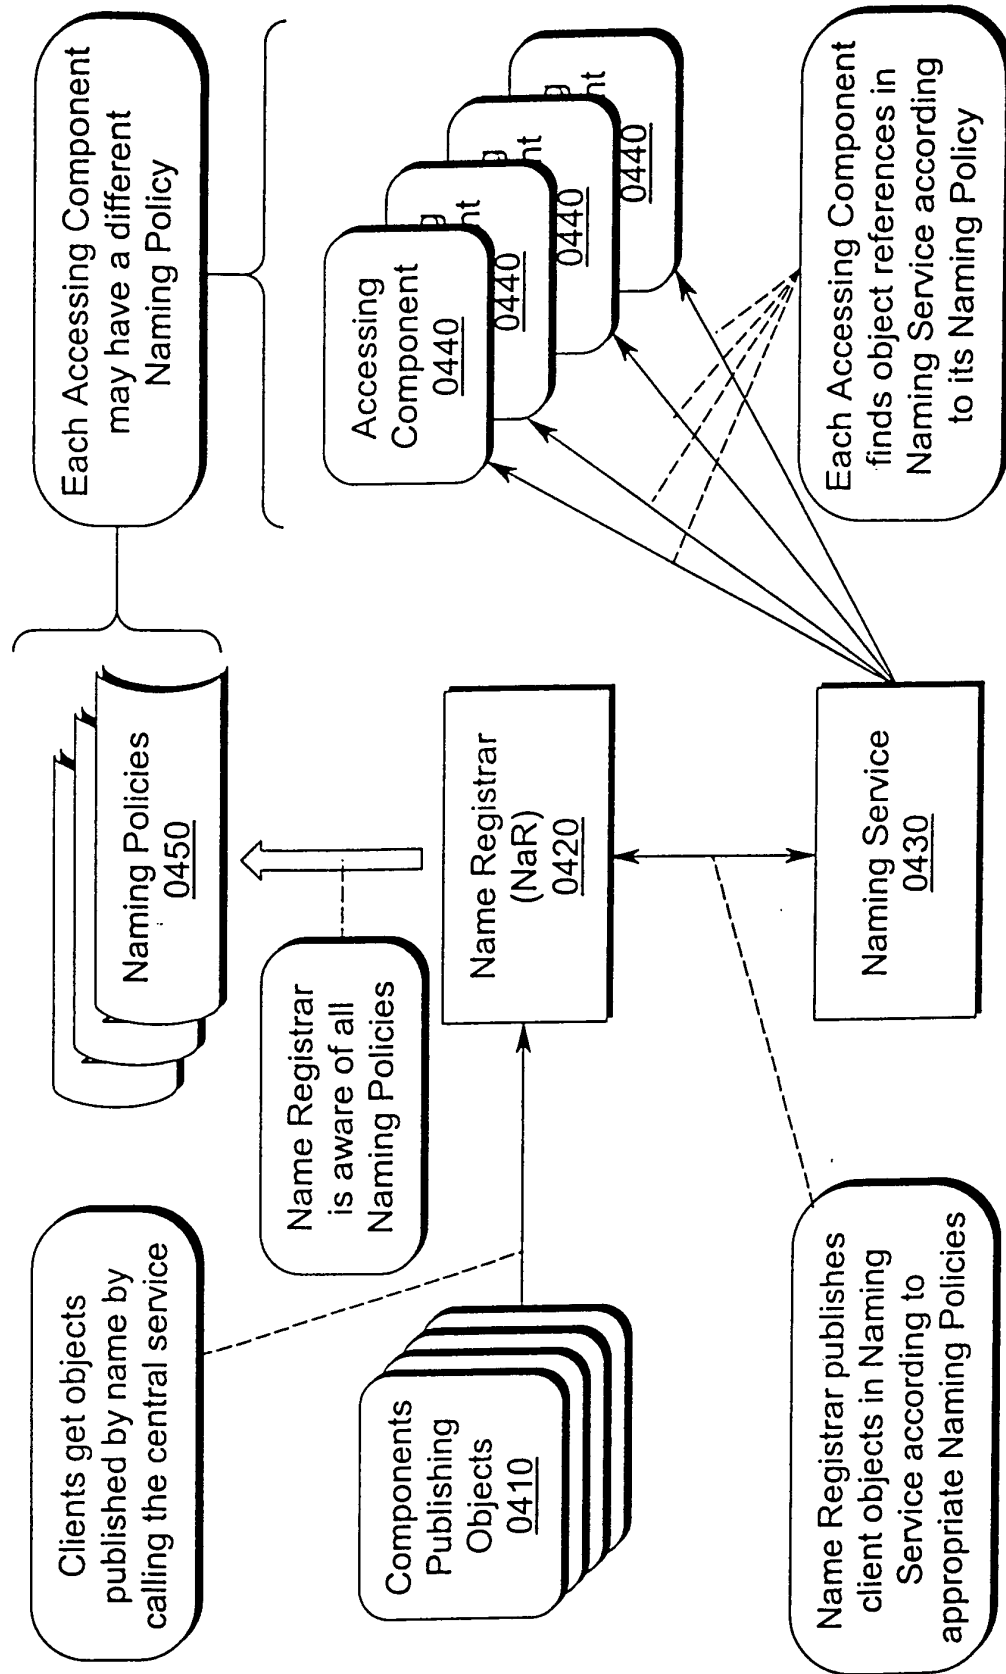 Clients get objects
published by name by
calling the central service
Components
Publishing
Objects
0410
Name Registrar publishes
client objects in Naming
Service according to
appropriate Naming Policies
Name Registrar
is aware of all
Naming Policies
Naming Policies
0450
Name Registrar
(NaR)
0420
Naming Service
0430
Each Accessing Component
may have a different
Naming Policy
Accessing
Component
0440
g
nt
0440
g
nt
0440
g
nt
0440
Each Accessing Component
finds object references in
Naming Service according
to its Naming Policy